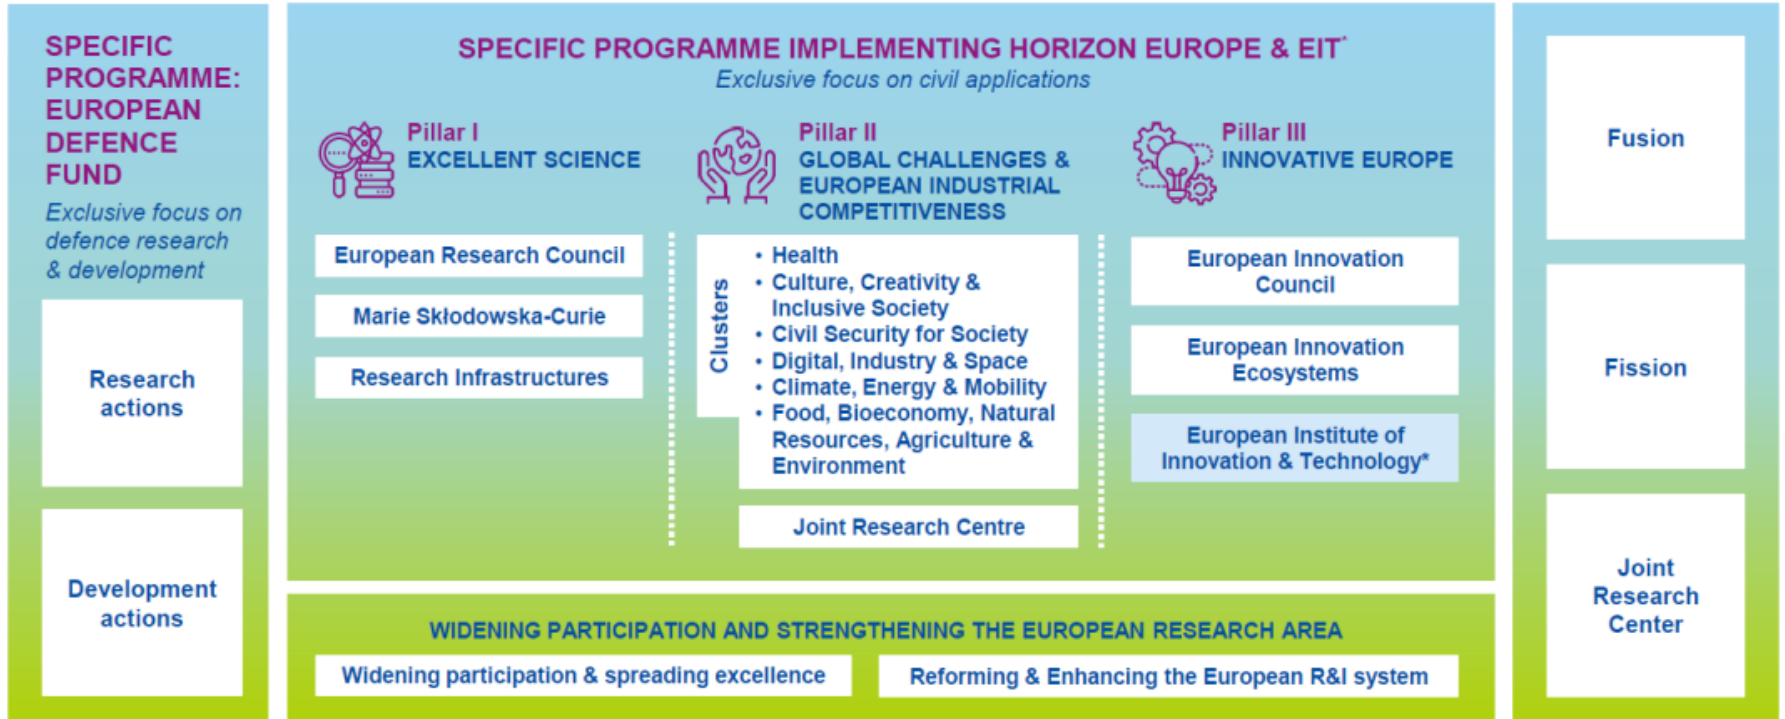 SPECIFIC
PROGRAMME:
EUROPEAN
DEFENCE
FUND
Exclusive focus on
defence research
& development
Research
actions
Development
actions
SPECIFIC PROGRAMME IMPLEMENTING HORIZON EUROPE & EIT*
Exclusive focus on civil applications
Pillar I
EXCELLENT SCIENCE
European Research Council
Marie Skłodowska-Curie
Research Infrastructures
Pillar II
GLOBAL CHALLENGES &
EUROPEAN INDUSTRIAL
COMPETITIVENESS
Clusters
• Health
• Culture, Creativity &
Inclusive Society
• Civil Security for Society
• Digital, Industry & Space
• Climate, Energy & Mobility
• Food, Bioeconomy, Natural
Resources, Agriculture &
Environment
Joint Research Centre
Pillar III
INNOVATIVE EUROPE
European Innovation
Council
European Innovation
Ecosystems
European Institute of
Innovation & Technology*
WIDENING PARTICIPATION AND STRENGTHENING THE EUROPEAN RESEARCH AREA
Widening participation & spreading excellence
Reforming & Enhancing the European R&I system
Fusion
Fission
Joint
Research
Center